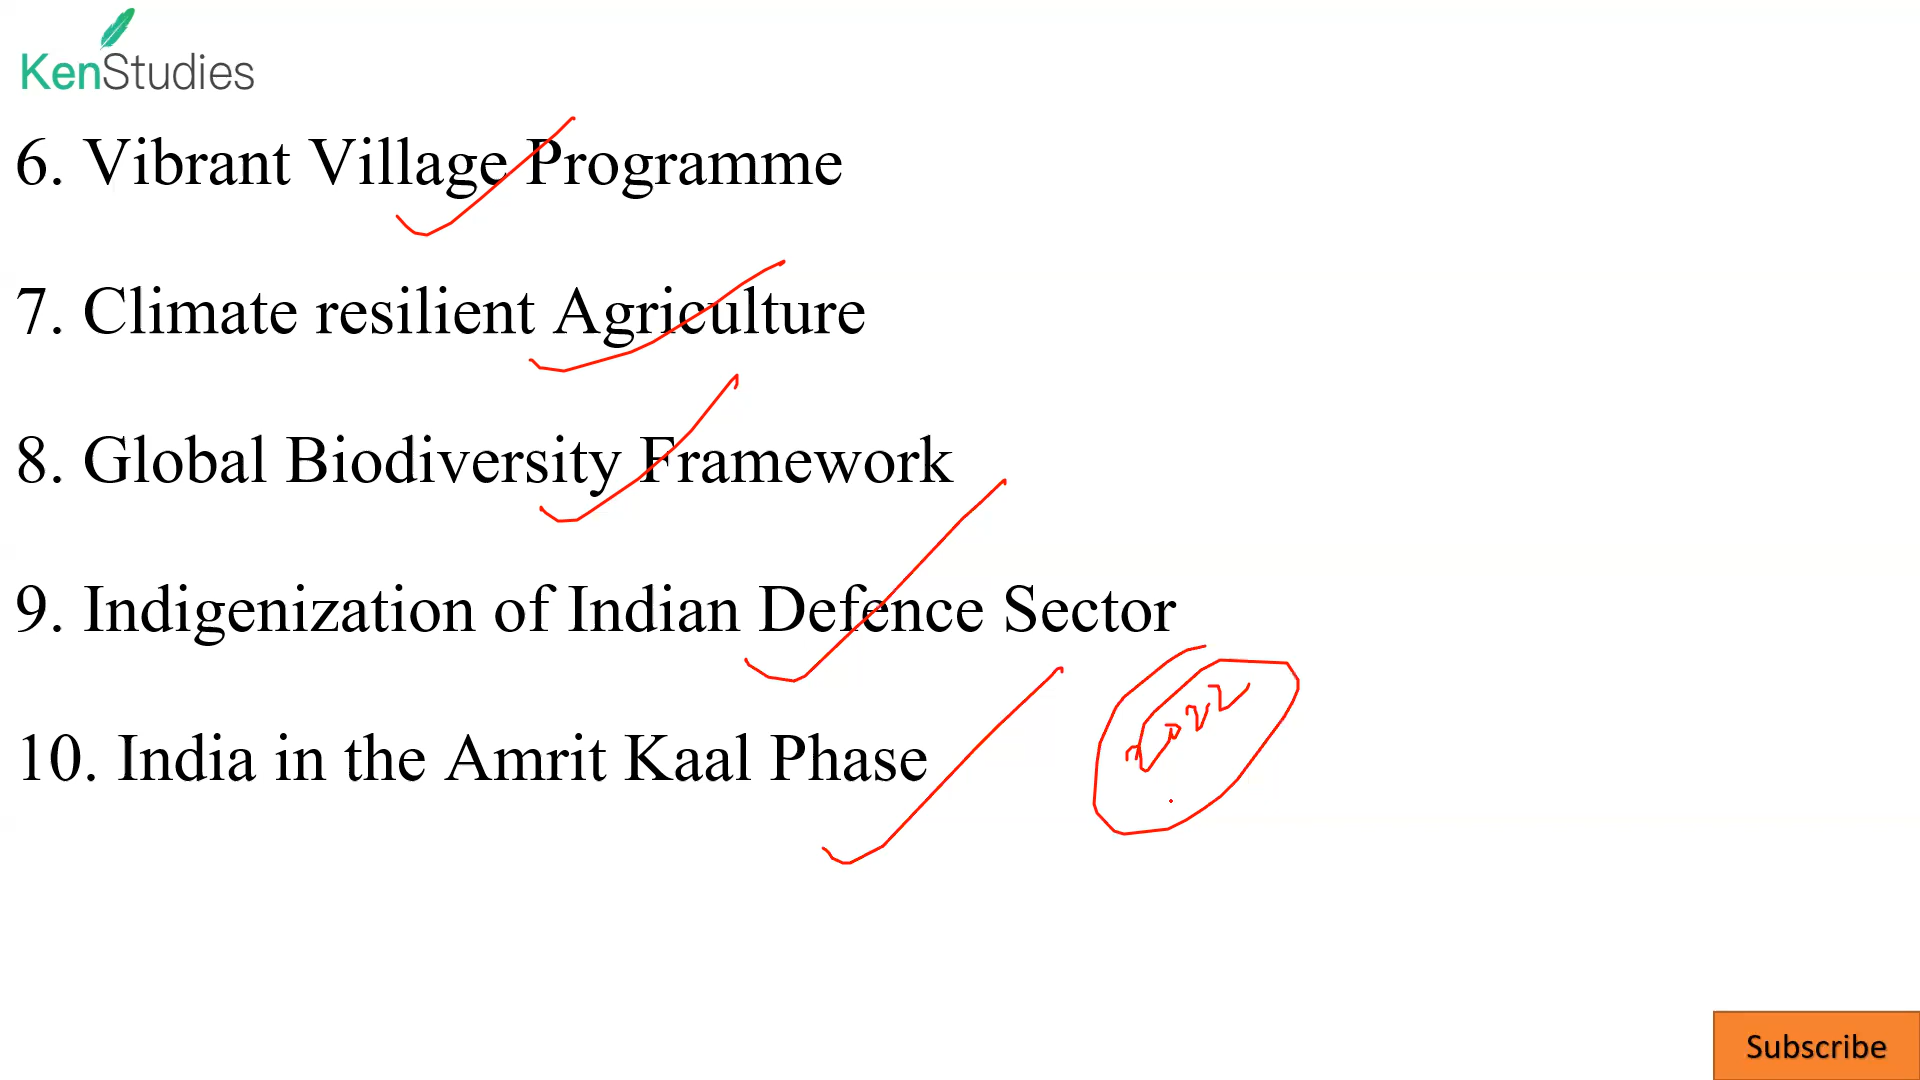 KenStudies
6. Vibrant Village Programme
7. Climate resilient Agriculture
8. Global Biodiversity Framework
9. Indigenization of Indian Defence Sector
2022
10. India in the Amrit Kaal Phase
Subscribe